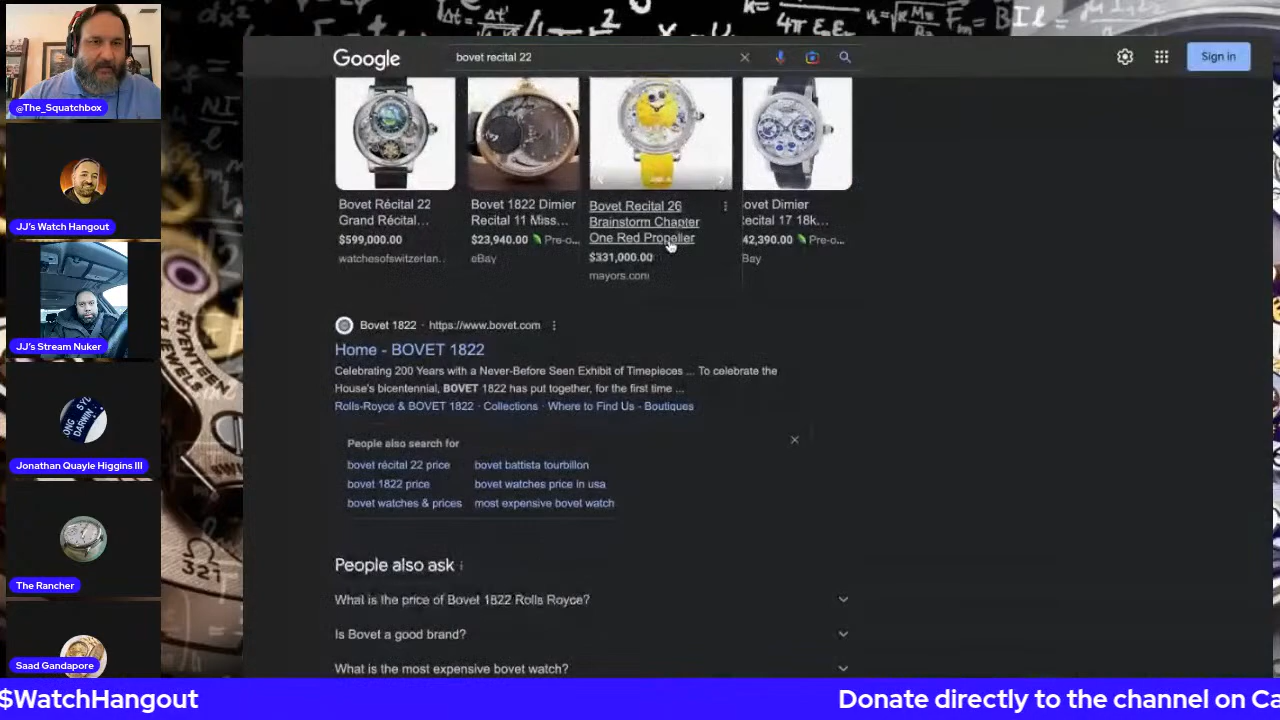 @The_Squatchbox
JJ's Watch Hangout
JJ's Stream Nuker
Jonathan Quayle Higgins III
The Rancher
Saad Gandapore
Google
bovet recital 22
Sign in
Bovet Récital 22
Grand Récital...
$599,000.00
watchesofswitzerlan..
Bovet 1822 Dimier
Recital 11 Miss...
$23,940.00 Pre-o...
eBay
Bovet Recital 26
Brainstorm Chapter
One Red Propeller
$331,000.00
mayors.com
ovet Dimier
ecital 17 18k...
42,390.00 Pre-o...
Bay
Bovet 1822 · https://www.bovet.com
Home - BOVET 1822
Celebrating 200 Years with a Never-Before Seen Exhibit of Timepieces ... To celebrate the
House's bicentennial, BOVET 1822 has put together, for the first time ...
Rolls-Royce & BOVET 1822 · Collections · Where to Find Us - Boutiques
People also search for
bovet récital 22 price
bovet battista tourbillon
bovet 1822 price
bovet watches price in usa
bovet watches & prices
most expensive bovet watch
People also ask
What is the price of Bovet 1822 Rolls Royce?
Is Bovet a good brand?
What is the most expensive bovet watch?
SEVENTEEN
JEWELS
321
$WatchHangout
Donate directly to the channel on Ca